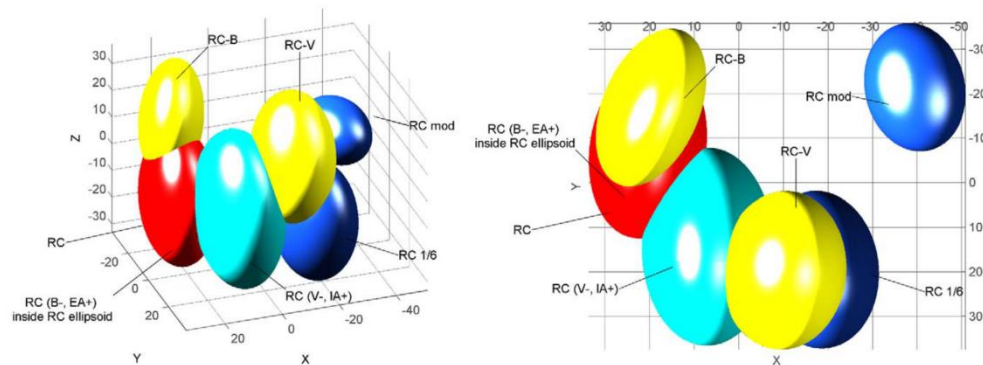 RC-B
RC-V
RC mod
RC
RC 1/6
RC (B-, EA+)
inside RC ellipsoid
RC (V-, IA+)
Z
30
20
10
0
-10
-20
-30
-20
0
20
Y
20
0
-20
-40
X
30 20 10 0 -10 -20 -30 -40 -50
RC-B
RC mod
RC (B-, EA+)
inside RC ellipsoid
RC-V
Y
RC
RC (V-, IA+)
RC 1/6
-30
-20
-10
0
10
20
30
X